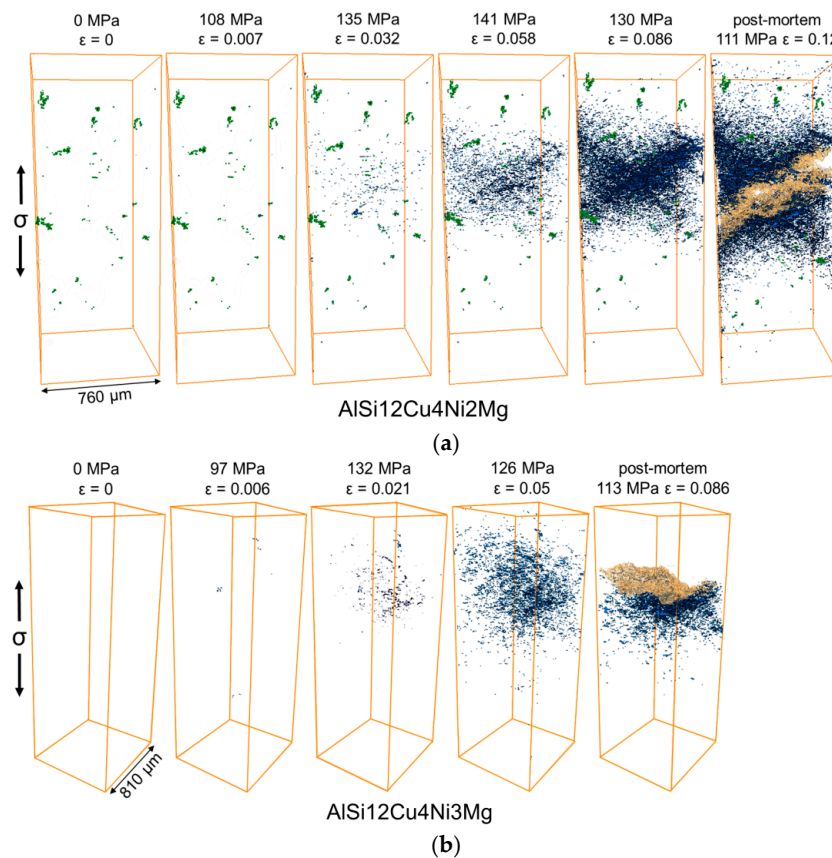 0 MPa 108 MPa 135 MPa 141 MPa 130 MPa post-mortem
ε = 0 ε = 0.007 ε = 0.032 ε = 0.058 ε = 0.086 111 MPa ε = 0.12
σ
760 μm
AlSi12Cu4Ni2Mg
(a)
0 MPa 97 MPa 132 MPa 126 MPa post-mortem
ε = 0 ε = 0.006 ε = 0.021 ε = 0.05 113 MPa ε = 0.086
σ
810 μm
AlSi12Cu4Ni3Mg
(b)